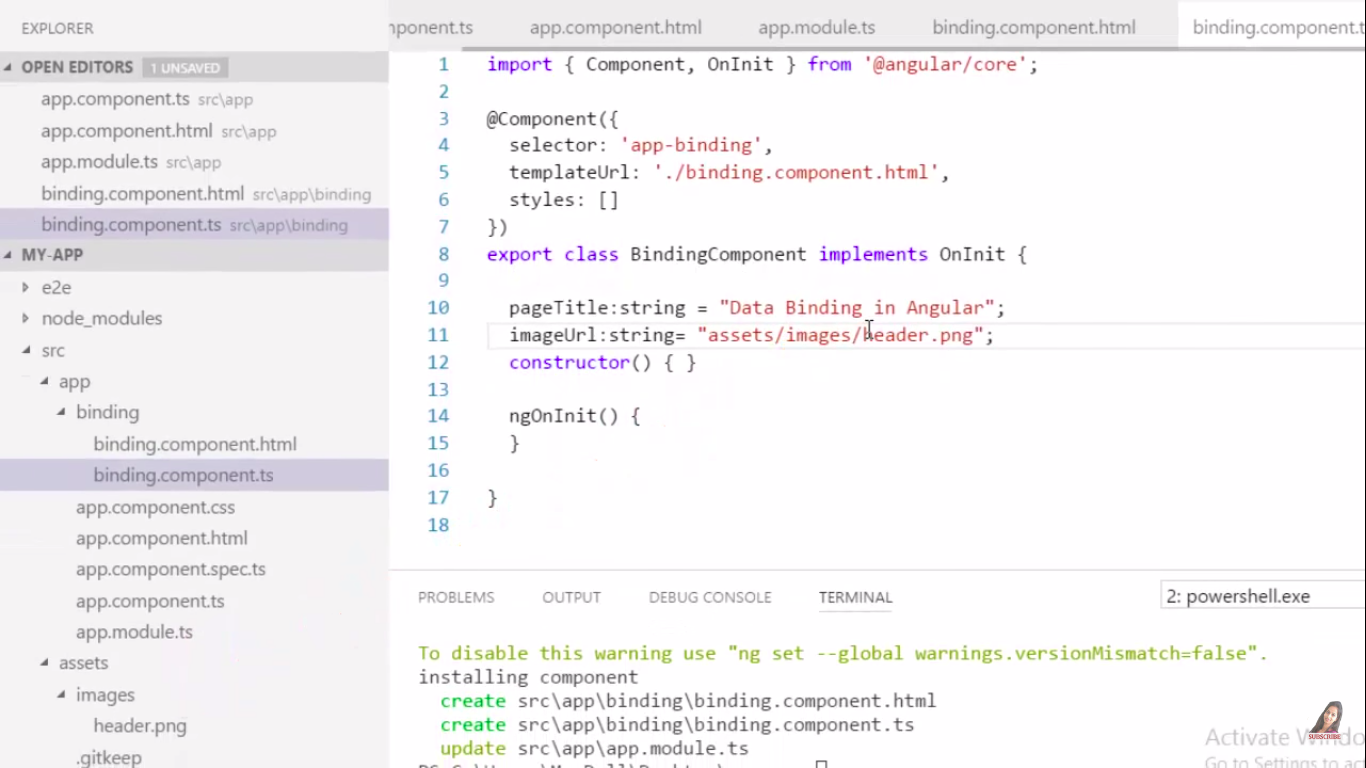 EXPLORER
OPEN EDITORS 1 UNSAVED
app.component.ts src\app
app.component.html src\app
app.module.ts src\app
binding.component.html src\app\binding
binding.component.ts src\app\binding
MY-APP
e2e
node_modules
src
app
binding
binding.component.html
binding.component.ts
app.component.css
app.component.html
app.component.spec.ts
app.component.ts
app.module.ts
assets
images
header.png
.gitkeep
nponent.ts app.component.html app.module.ts binding.component.html binding.component.t
1 import { Component, OnInit } from '@angular/core';
2
3 @Component({
4 selector: 'app-binding',
5 templateUrl: './binding.component.html',
6 styles: []
7 })
8 export class BindingComponent implements OnInit {
9
10 pageTitle:string = "Data Binding in Angular";
11 imageUrl:string= "assets/images/header.png";
12 constructor() { }
13
14 ngOnInit() {
15 }
16
17 }
18
PROBLEMS OUTPUT DEBUG CONSOLE TERMINAL 2: powershell.exe
To disable this warning use "ng set --global warnings.versionMismatch=false".
installing component
create src\app\binding\binding.component.html
create src\app\binding\binding.component.ts
update src\app\app.module.ts
SUBSCRIBE
Activate Windo
Go to Settings to ac